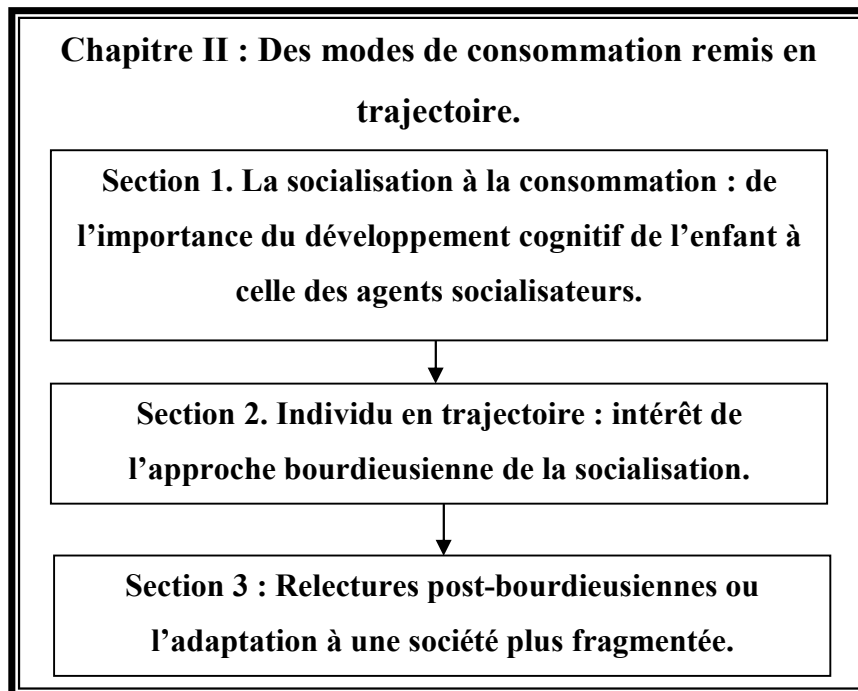 Chapitre II : Des modes de consommation remis en
trajectoire.
Section 1. La socialisation à la consommation : de
l’importance du développement cognitif de l’enfant à
celle des agents socialisateurs.
Section 2. Individu en trajectoire : intérêt de
l’approche bourdieusienne de la socialisation.
Section 3 : Relectures post-bourdieusiennes ou
l’adaptation à une société plus fragmentée.